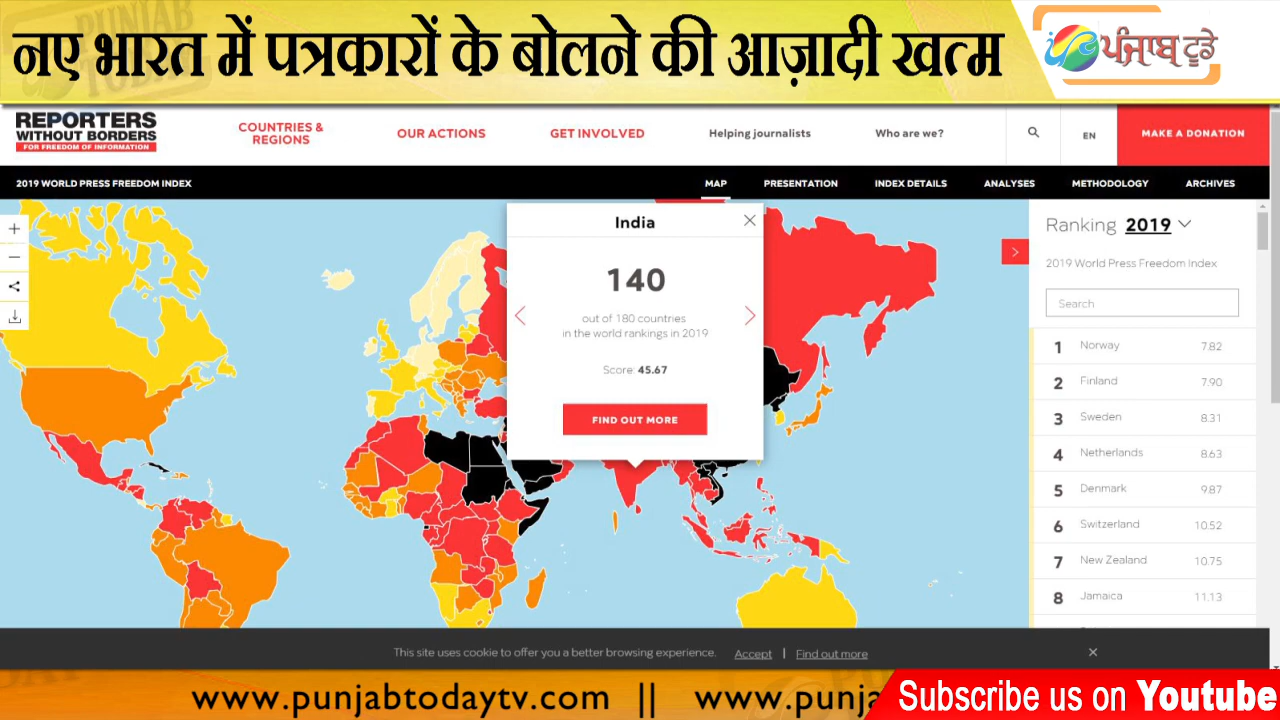 नए भारत में पत्रकारों के बोलने की आज़ादी खत्म
ਪੰਜਾਬ ਟੂਡੇ
REPORTERS
WITHOUT BORDERS
FOR FREEDOM OF INFORMATION
COUNTRIES &
REGIONS
OUR ACTIONS
GET INVOLVED
Helping journalists
Who are we?
EN
MAKE A DONATION
2019 WORLD PRESS FREEDOM INDEX
MAP
PRESENTATION
INDEX DETAILS
ANALYSES
METHODOLOGY
ARCHIVES
India
140
out of 180 countries
in the world rankings in 2019
Score 45.67
FIND OUT MORE
Ranking 2019
2019 World Press Freedom Index
Search
1 Norway 7.82
2 Finland 7.90
3 Sweden 8.31
4 Netherlands 8.63
5 Denmark 9.87
6 Switzerland 10.52
7 New Zealand 10.75
8 Jamaica 11.13
This site uses cookie to offer you a better browsing experience. Accept | Find out more
www.punjabtodaytv.com || www.punja
Subscribe us on Youtube